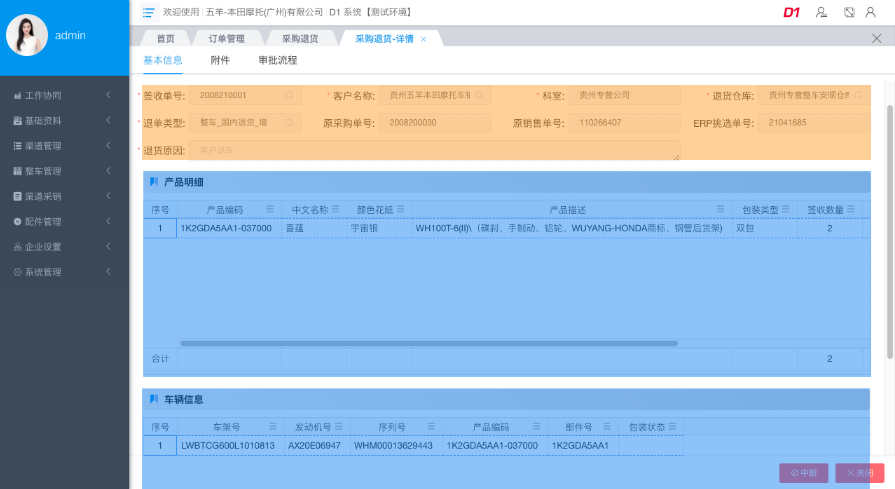 欢迎使用 | 五羊-本田摩托(广州)有限公司 | D1 系统【测试环境】
D1
admin
首页 订单管理 采购退货 采购退货-详情 ×
基本信息 附件 审批流程
工作协同
基础资料
渠道管理
整车管理
渠道采销
配件管理
企业设置
系统管理
* 签收单号: 2008210001 * 客户名称: 贵州五羊本田摩托车销 * 科室: 贵州专营公司 * 退货仓库: 贵州专营整车安顺仓库
* 退单类型: 整车_国内退货_增 原采购单号: 2008200030 原销售单号: 110266407 ERP挑选单号: 21041685
* 退货原因: 客户退车
产品明细
序号 产品编码 中文名称 颜色花纸 产品描述 包装类型 签收数量
1 1K2GDA5AA1-037000 喜蕴 宇宙银 WH100T-6(II)\（碟刹、手制动、铝轮、WUYANG-HONDA商标、钢管后货架) 双包 2
合计 2
车辆信息
序号 车架号 发动机号 序列号 产品编码 部件号 包装状态
1 LWBTCG600L1010813 AX20E06947 WHM00013629443 1K2GDA5AA1-037000 1K2GDA5AA1
中断 关闭